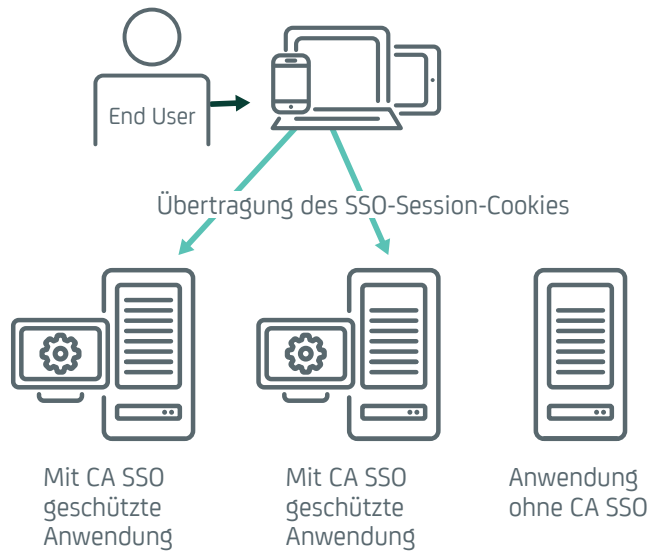 End User
Übertragung des SSO-Session-Cookies
Mit CA SSO
geschützte
Anwendung
Mit CA SSO
geschützte
Anwendung
Anwendung
ohne CA SSO